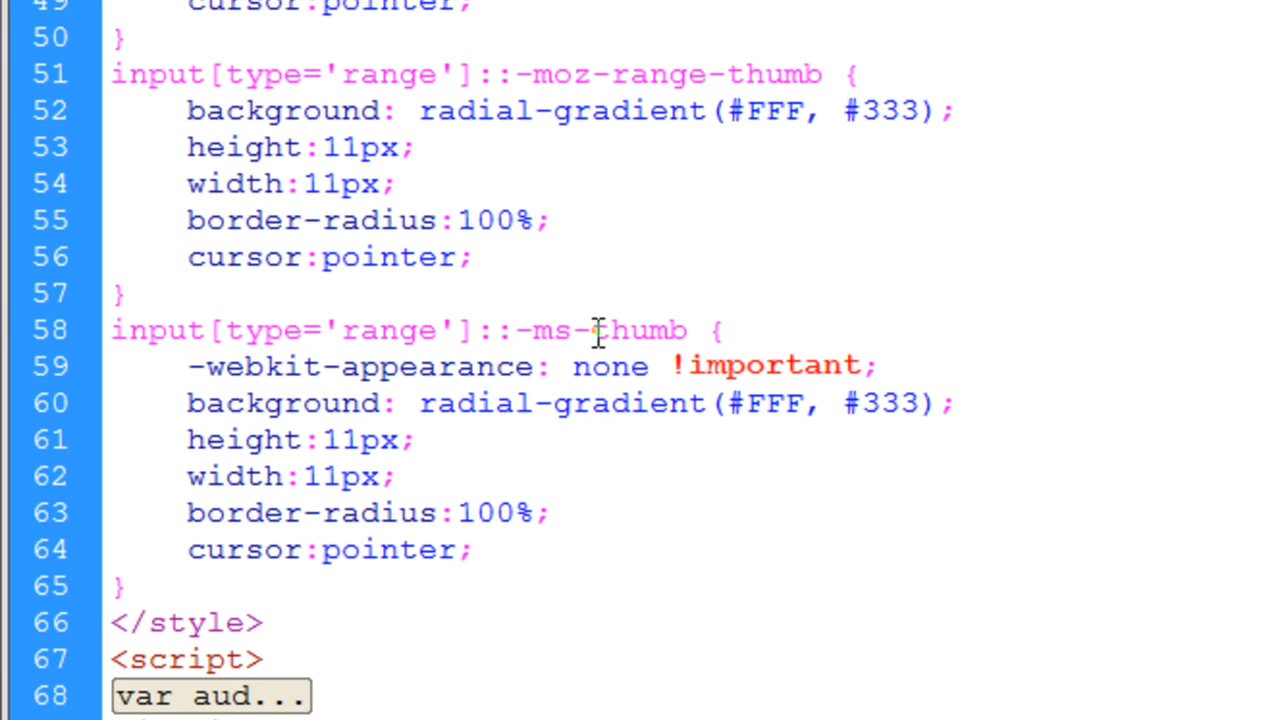 49 cursor:pointer;
50 }
51 input[type='range']::-moz-range-thumb {
52 background: radial-gradient(#FFF, #333);
53 height:11px;
54 width:11px;
55 border-radius:100%;
56 cursor:pointer;
57 }
58 input[type='range']::-ms-thumb {
59 -webkit-appearance: none !important;
60 background: radial-gradient(#FFF, #333);
61 height:11px;
62 width:11px;
63 border-radius:100%;
64 cursor:pointer;
65 }
66 </style>
67 <script>
68 var aud...